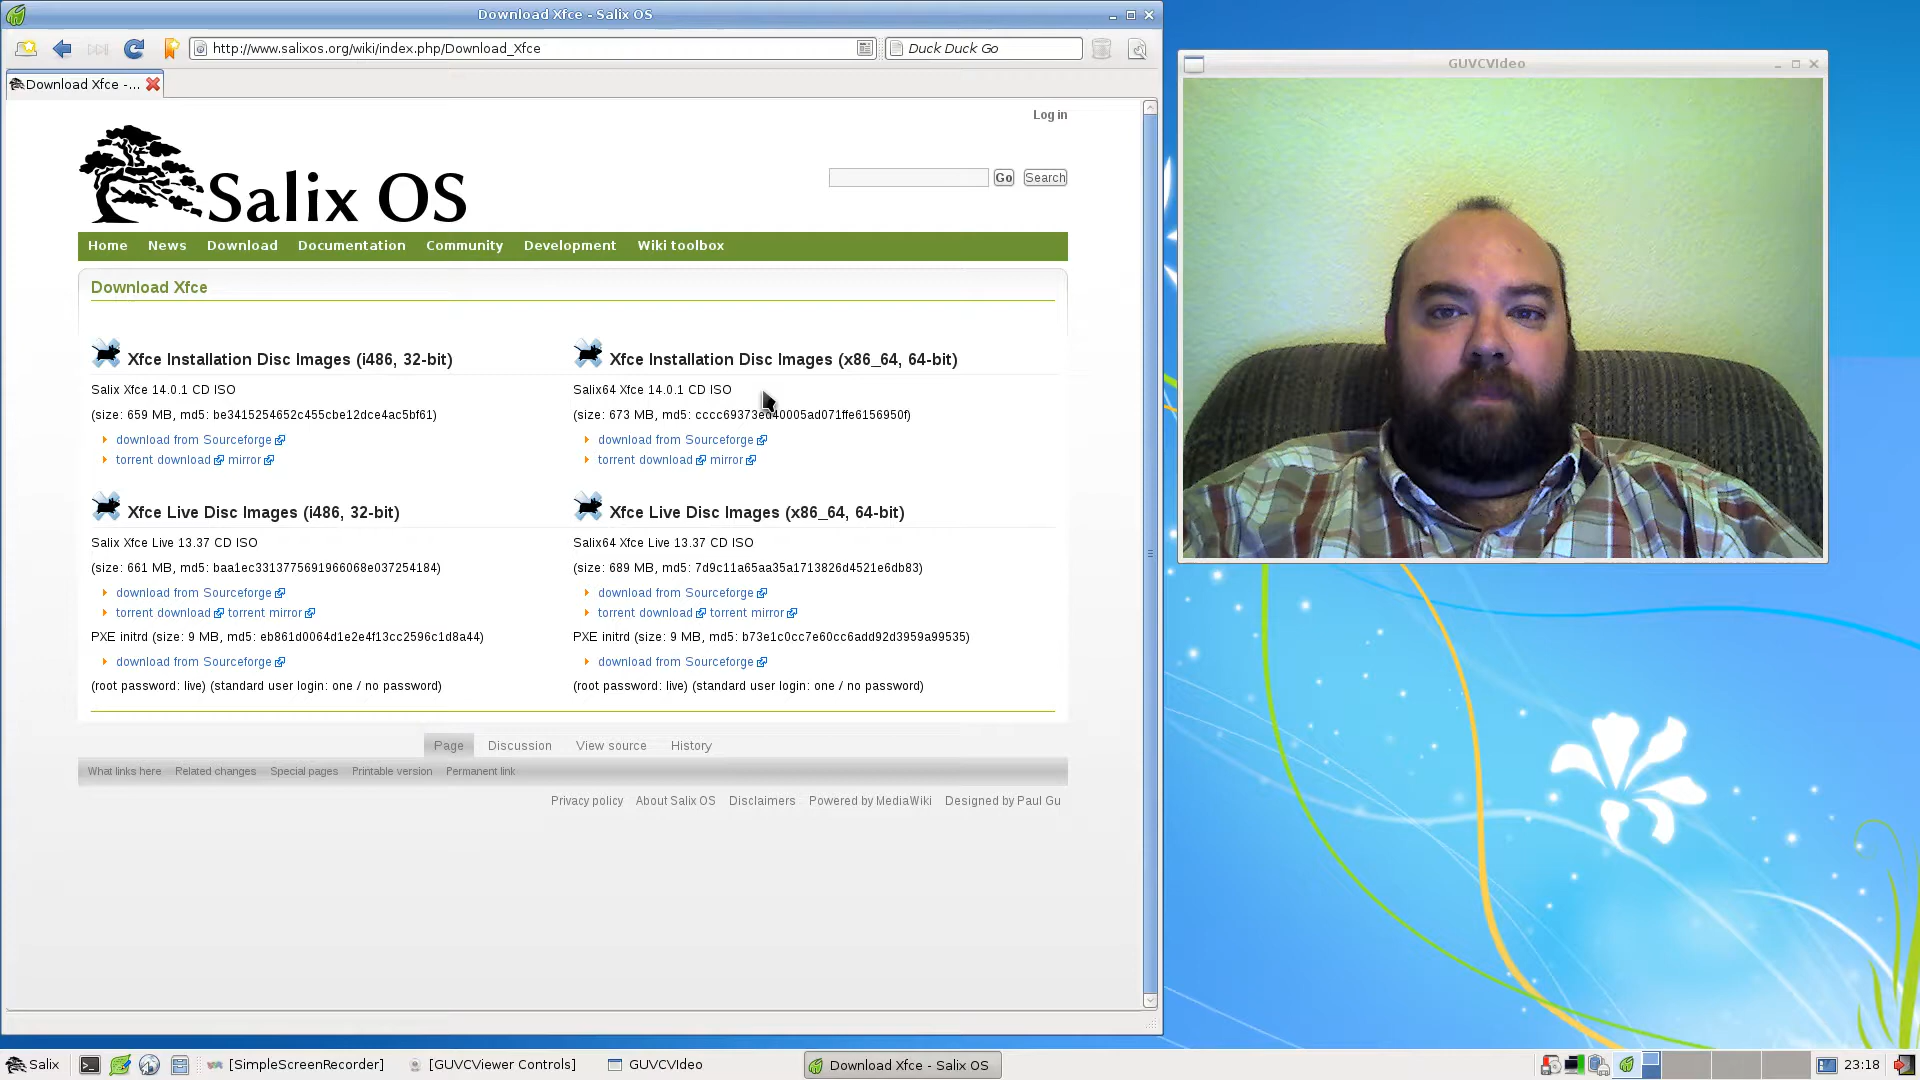 Download Xfce - Salix OS
http://www.salixos.org/wiki/index.php/Download_Xfce
Duck Duck Go
Download Xfce -...
Log in
Salix OS
Go
Search
Home News Download Documentation Community Development Wiki toolbox
Download Xfce
Xfce Installation Disc Images (i486, 32-bit)
Salix Xfce 14.0.1 CD ISO
(size: 659 MB, md5: be3415254652c455cbe12dce4ac5bf61)
download from Sourceforge
torrent download mirror
Xfce Installation Disc Images (x86_64, 64-bit)
Salix64 Xfce 14.0.1 CD ISO
(size: 673 MB, md5:
download from Sourceforge
torrent download mirror
Xfce Live Disc Images (i486, 32-bit)
Salix Xfce Live 13.37 CD ISO
(size: 661 MB, md5: baa1ec3313775691966068e037254184)
download from Sourceforge
torrent download torrent mirror
PXE initrd (size: 9 MB, md5: eb861d0064d1e2e4f13cc2596c1d8a44)
download from Sourceforge
(root password: live) (standard user login: one / no password)
Xfce Live Disc Images (x86_64, 64-bit)
Salix64 Xfce Live 13.37 CD ISO
(size: 689 MB, md5: 7d9c11a65aa35a1713826d4521e6db83)
download from Sourceforge
torrent download torrent mirror
PXE initrd (size: 9 MB, md5: b73e1c0cc7e60cc6add92d3959a99535)
download from Sourceforge
(root password: live) (standard user login: one / no password)
Page Discussion View source History
What links here Related changes Special pages Printable version Permanent link
Privacy policy About Salix OS Disclaimers Powered by MediaWiki Designed by Paul Gu
GUVCVIdeo
Salix
[SimpleScreenRecorder]
[GUVCViewer Controls]
GUVCVIdeo
Download Xfce - Salix OS
23:18